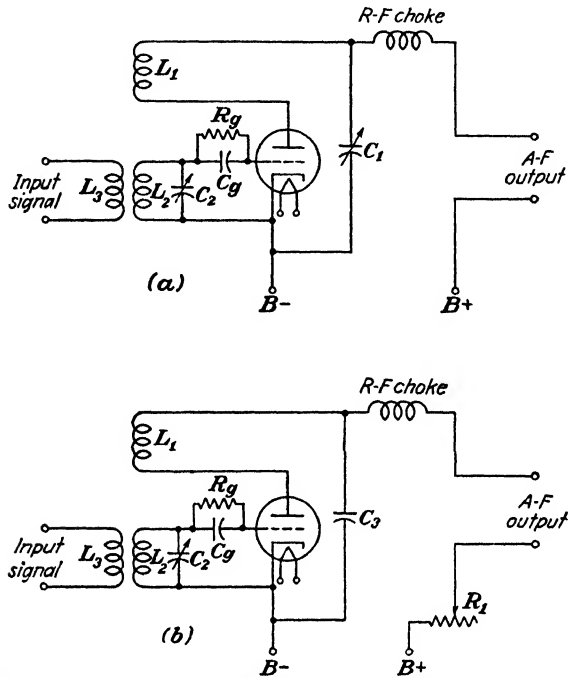 R-F choke
L₁
Rg
Input
signal
L₃
L₂
C₂
Cg
C₁
A-F
output
(a)
B-
B+
R-F choke
L₁
Rg
Input
signal
L₃
L₂
C₂
Cg
C₃
A-F
output
R₁
(b)
B-
B+